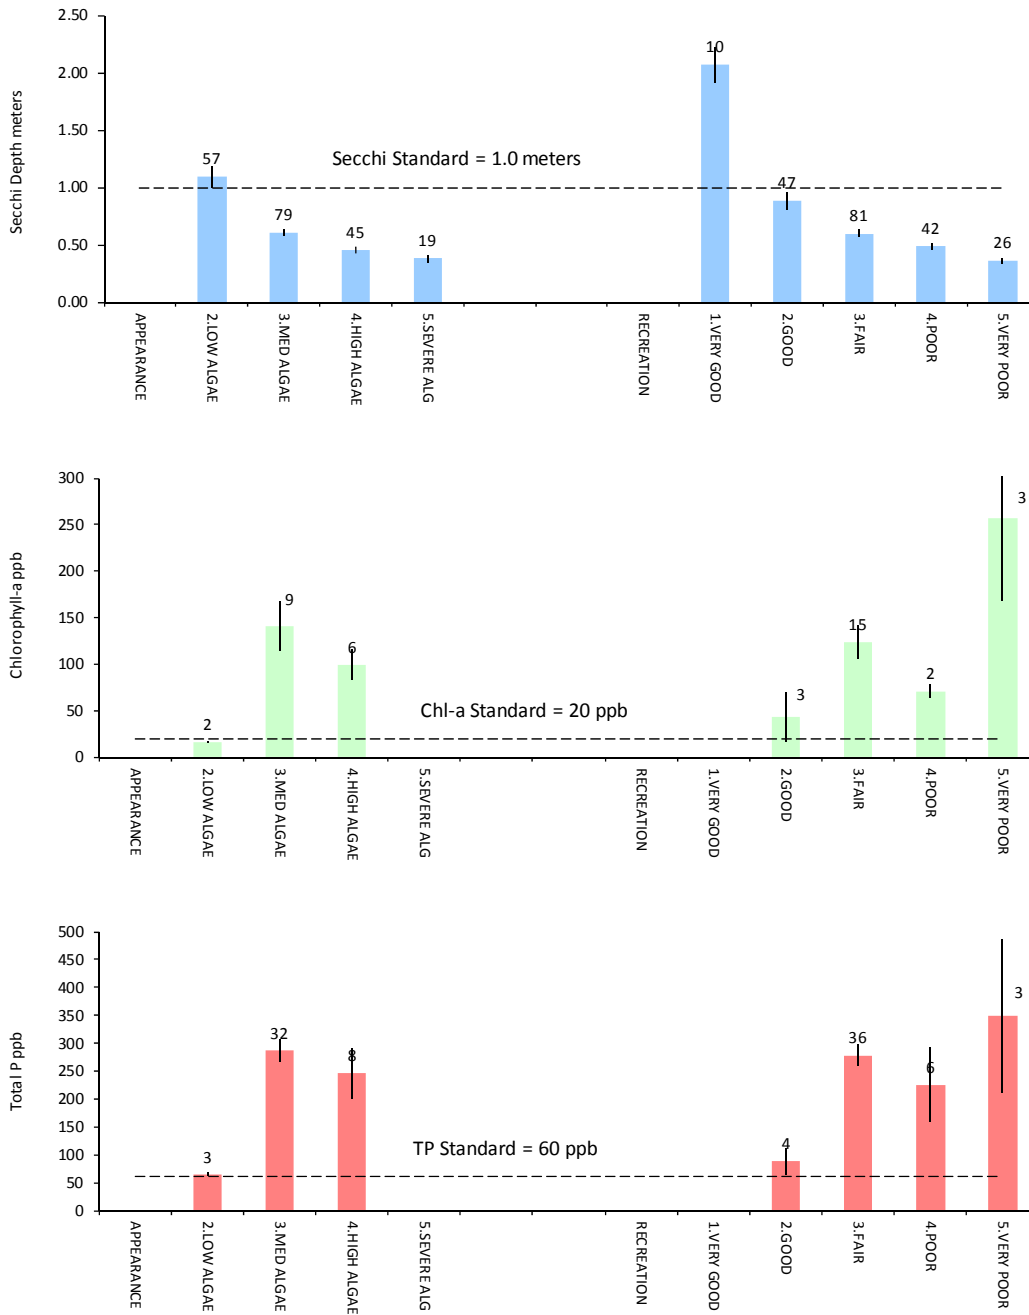 2.50
2.00
1.50
1.00
0.50
0.00
Secchi Depth meters
Secchi Standard = 1.0 meters
57
79
45
19
10
47
81
42
26
APPEARANCE
2.LOW ALGAE
3.MED ALGAE
4.HIGH ALGAE
5.SEVERE ALG
RECREATION
1.VERY GOOD
2.GOOD
3.FAIR
4.POOR
5.VERY POOR
300
250
200
150
100
50
0
Chlorophyll-a ppb
Chl-a Standard = 20 ppb
2
9
6
3
15
2
3
APPEARANCE
2.LOW ALGAE
3.MED ALGAE
4.HIGH ALGAE
5.SEVERE ALG
RECREATION
1.VERY GOOD
2.GOOD
3.FAIR
4.POOR
5.VERY POOR
500
450
400
350
300
250
200
150
100
50
0
Total P ppb
TP Standard = 60 ppb
3
32
8
4
36
6
3
APPEARANCE
2.LOW ALGAE
3.MED ALGAE
4.HIGH ALGAE
5.SEVERE ALG
RECREATION
1.VERY GOOD
2.GOOD
3.FAIR
4.POOR
5.VERY POOR